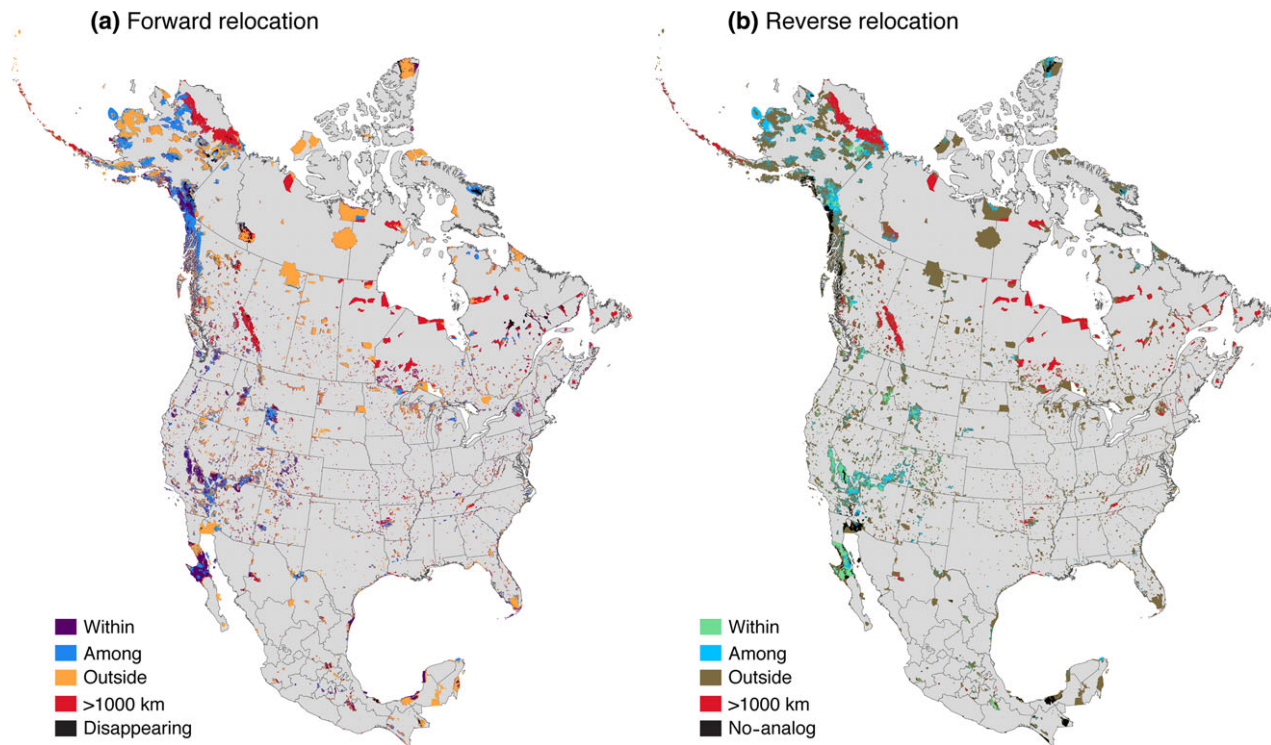 (a) Forward relocation
(b) Reverse relocation
Within
Among
Outside
>1000 km
Disappearing
Within
Among
Outside
>1000 km
No-analog